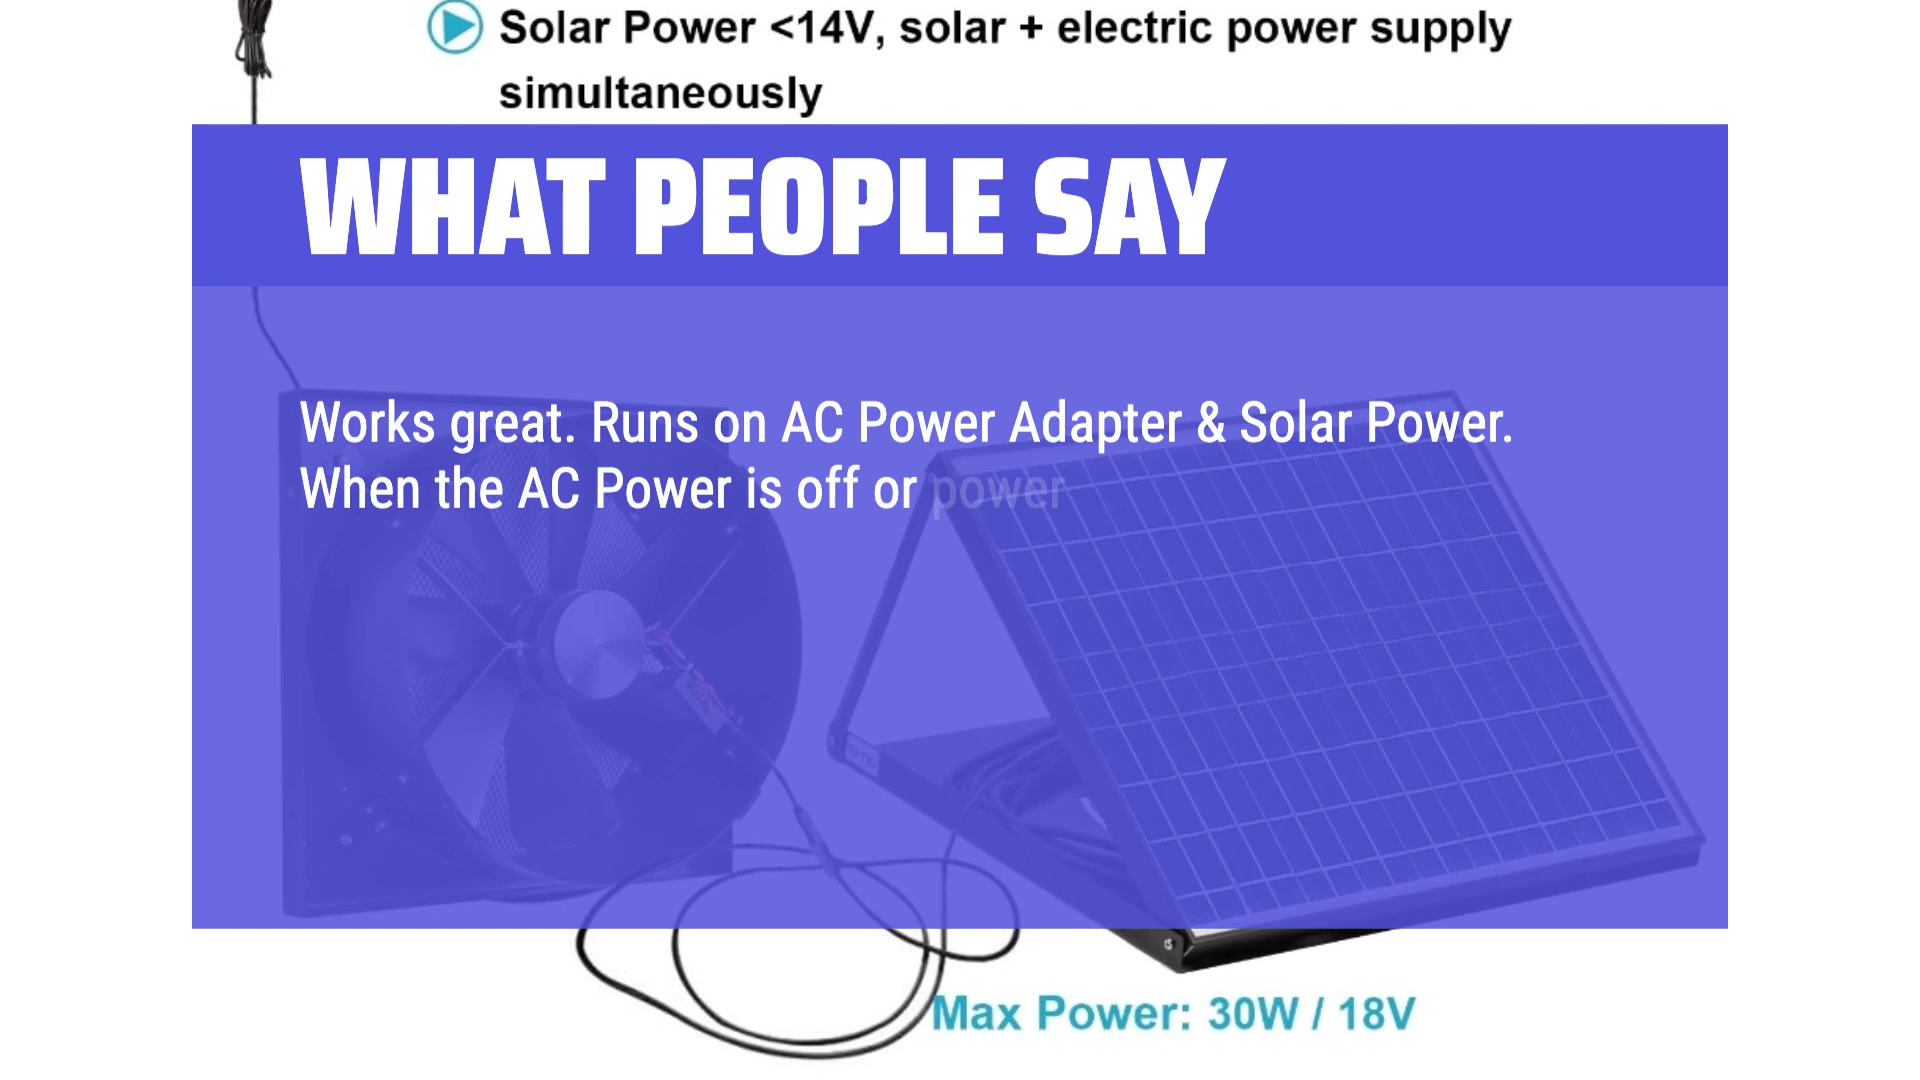 Solar Power <14V, solar + electric power supply
simultaneously
WHAT PEOPLE SAY
Works great. Runs on AC Power Adapter & Solar Power.
When the AC Power is off or power
Max Power: 30W / 18V